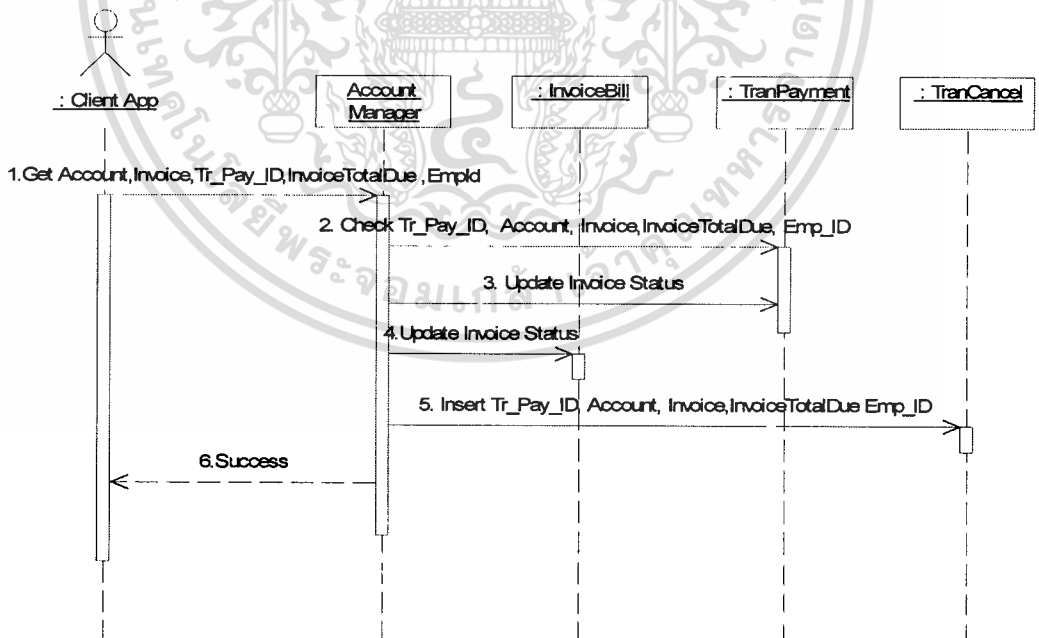 : Client App
Account
Manager
: InvoiceBill
: TranPayment
: TranCancel
1.Get Account,Invoice,Tr_Pay_ID,InvoiceTotalDue ,EmpId
2. Check Tr_Pay_ID, Account, Invoice,InvoiceTotalDue, Emp_ID
3. Update Invoice Status
4.Update Invoice Status
5. Insert Tr_Pay_ID, Account, Invoice,InvoiceTotalDue Emp_ID
6.Success